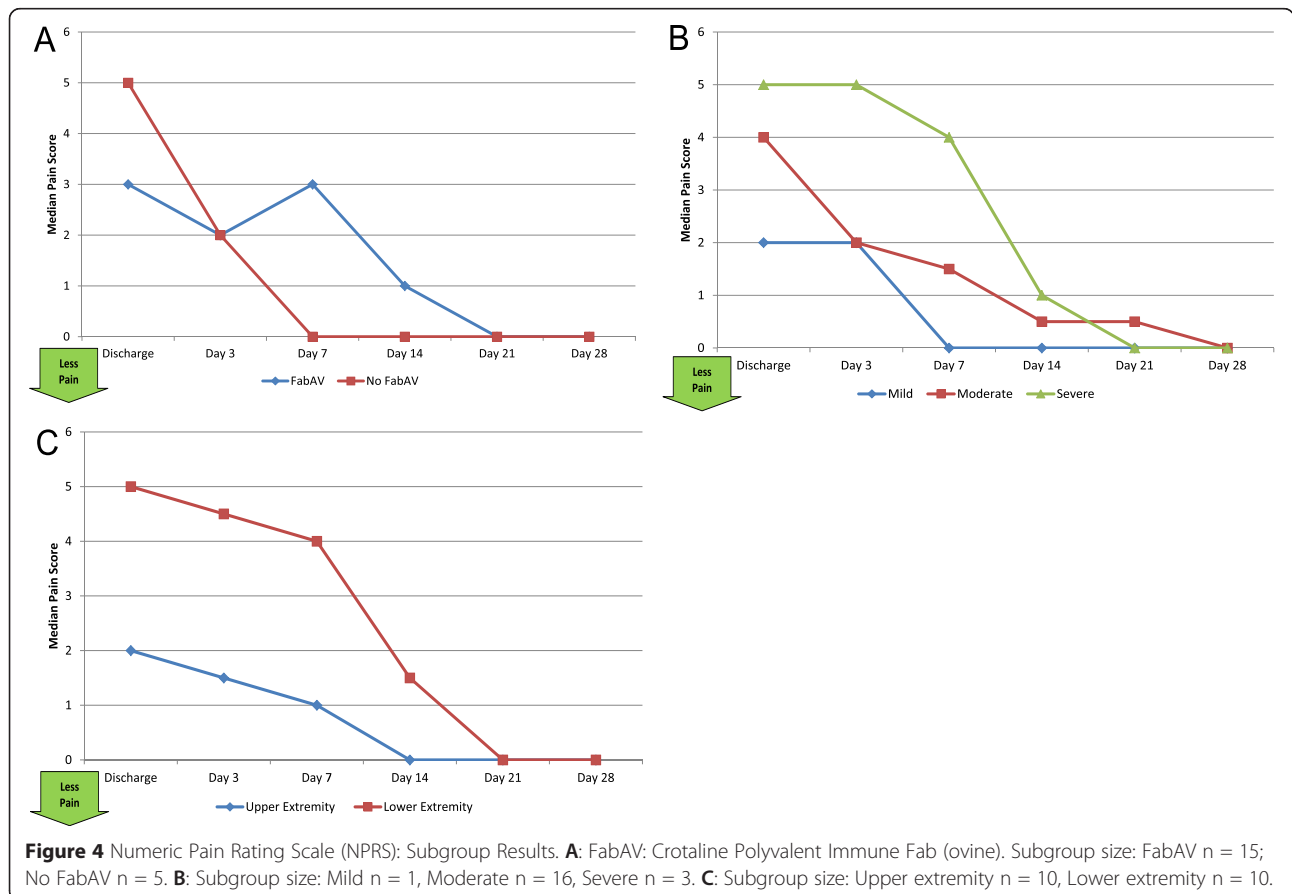 A
6
5
4
3
2
1
0
Median Pain Score
Discharge Day 3 Day 7 Day 14 Day 21 Day 28
Less
Pain
FabAV No FabAV
B
6
5
4
3
2
1
0
Median Pain Score
Discharge Day 3 Day 7 Day 14 Day 21 Day 28
Less
Pain
Mild Moderate Severe
C
6
5
4
3
2
1
0
Median Pain Score
Discharge Day 3 Day 7 Day 14 Day 21 Day 28
Less
Pain
Upper Extremity Lower Extremity
Figure 4 Numeric Pain Rating Scale (NPRS): Subgroup Results. A: FabAV: Crotaline Polyvalent Immune Fab (ovine). Subgroup size: FabAV n = 15;
No FabAV n = 5. B: Subgroup size: Mild n = 1, Moderate n = 16, Severe n = 3. C: Subgroup size: Upper extremity n = 10, Lower extremity n = 10.